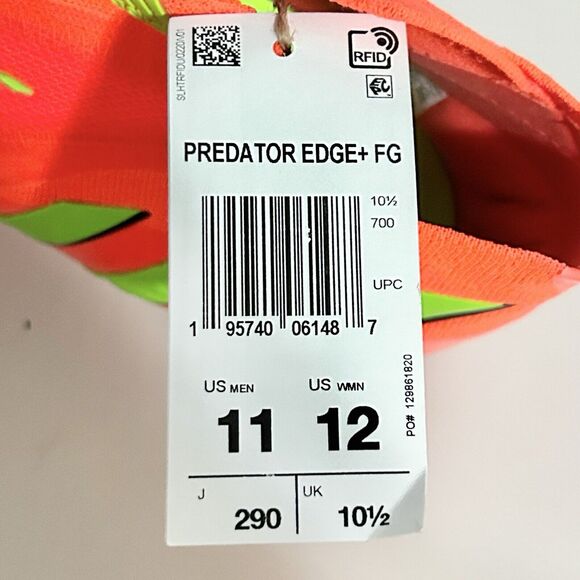 SLHTRFIDU0220N01
RFID
PREDATOR EDGE+ FG
10½
700
UPC
1 95740 06148 7
US MEN US WMN
11 12
PO# 129861820
J UK
290 10½